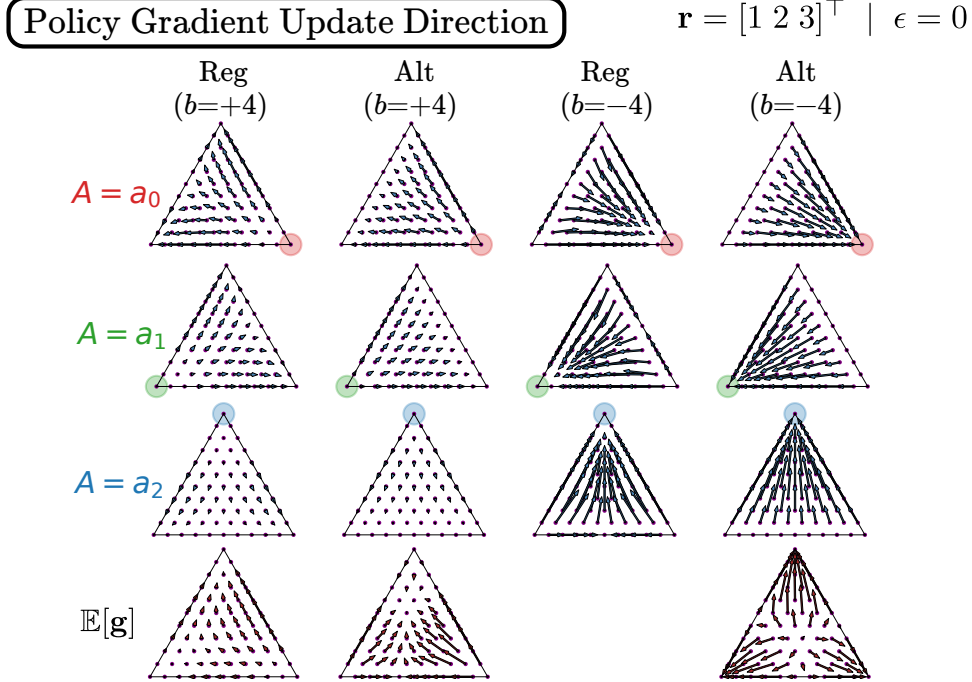 Policy Gradient Update Direction
r = [1 2 3]⊤ | ϵ = 0
Reg Alt Reg Alt
(b=+4) (b=+4) (b=−4) (b=−4)
A = a₀
A = a₁
A = a₂
𝔼[g]